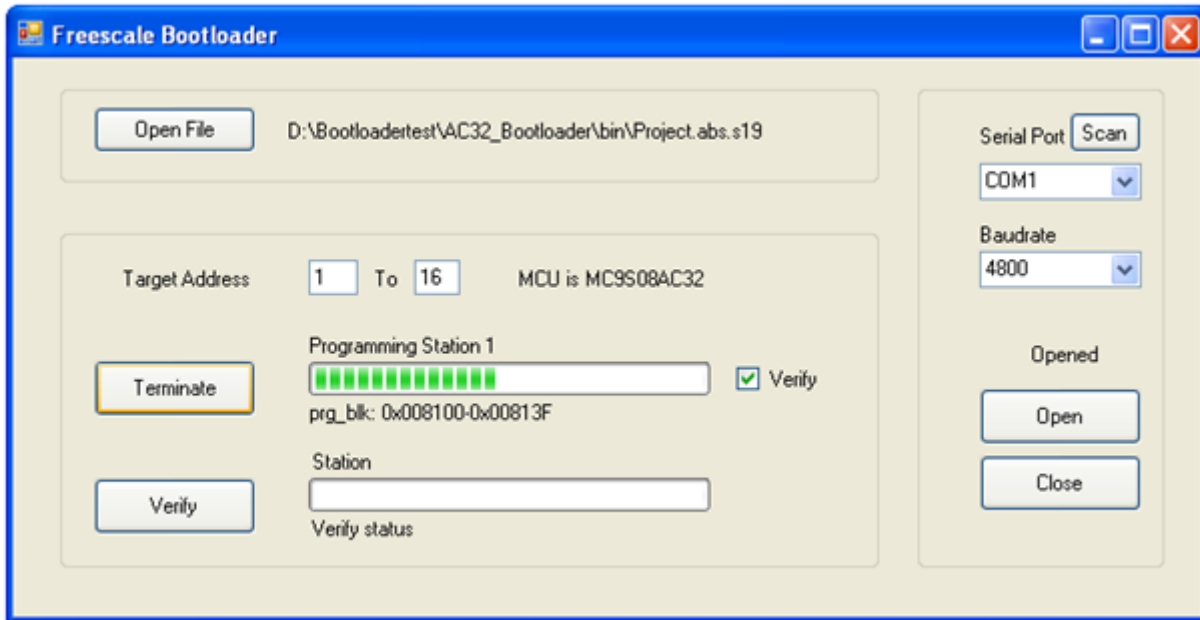 Freescale Bootloader
Open File D:\Bootloadertest\AC32_Bootloader\bin\Project.abs.s19
Target Address 1 To 16 MCU is MC9S08AC32
Programming Station 1
Terminate Verify
prg_blk: 0x008100-0x00813F
Station
Verify
Verify status
Serial Port Scan
COM1
Baudrate
4800
Opened
Open
Close